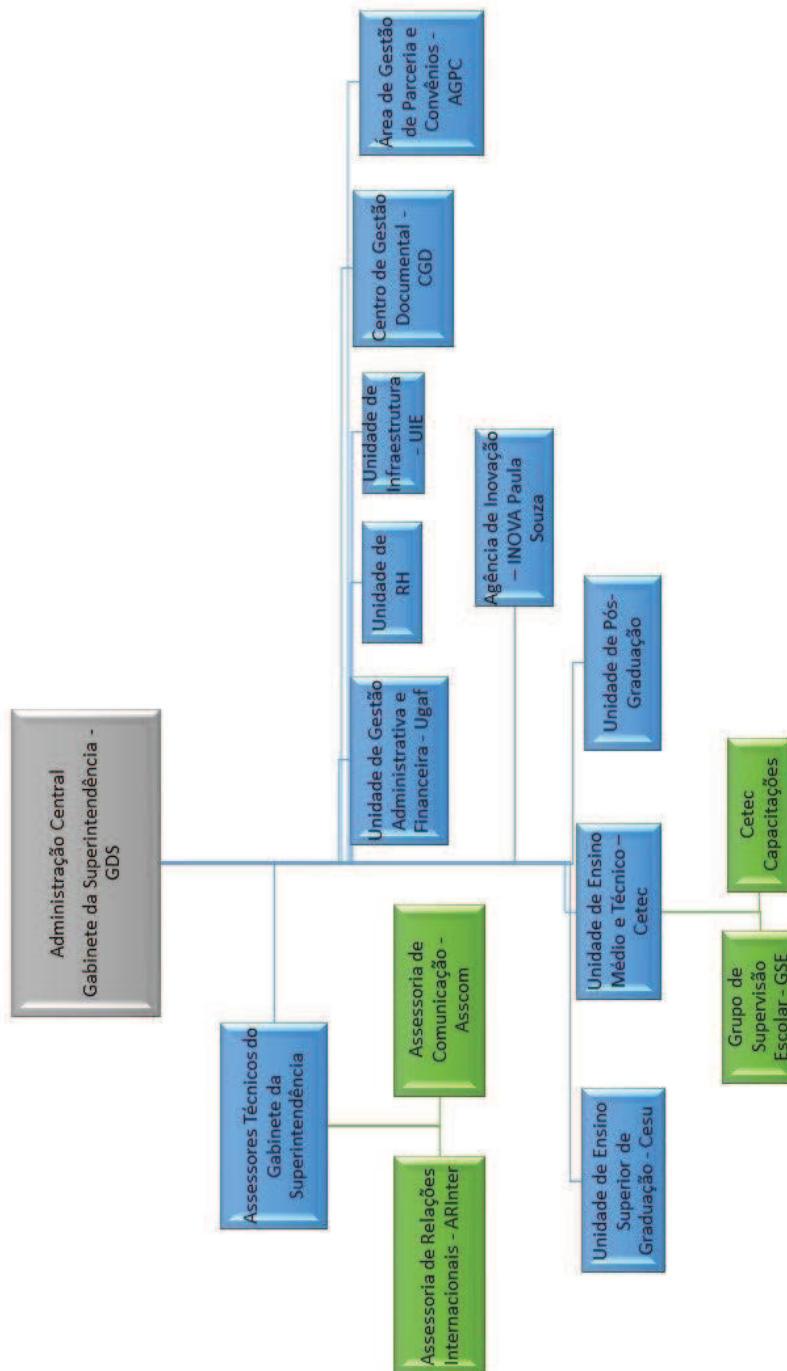 Administração Central
Gabinete da Superintendência -
GDS
Assessores Técnicos do
Gabinete da
Superintendência
Assessoria de Relações
Internacionais - ARInter
Assessoria de
Comunicação -
Asscom
Unidade de Gestão
Administrativa e
Financeira - Ugaf
Unidade de
RH
Unidade de
Infraestrutura
- UIE
Centro de Gestão
Documental -
CGD
Área de Gestão
de Parceria e
Convênios -
AGPC
Agência de Inovação
– INOVA Paula
Souza
Unidade de Ensino
Superior de
Graduação - Cesu
Unidade de Ensino
Médio e Técnico –
Cetec
Unidade de Pós-
Graduação
Grupo de
Supervisão
Escolar - GSE
Cetec
Capacitações